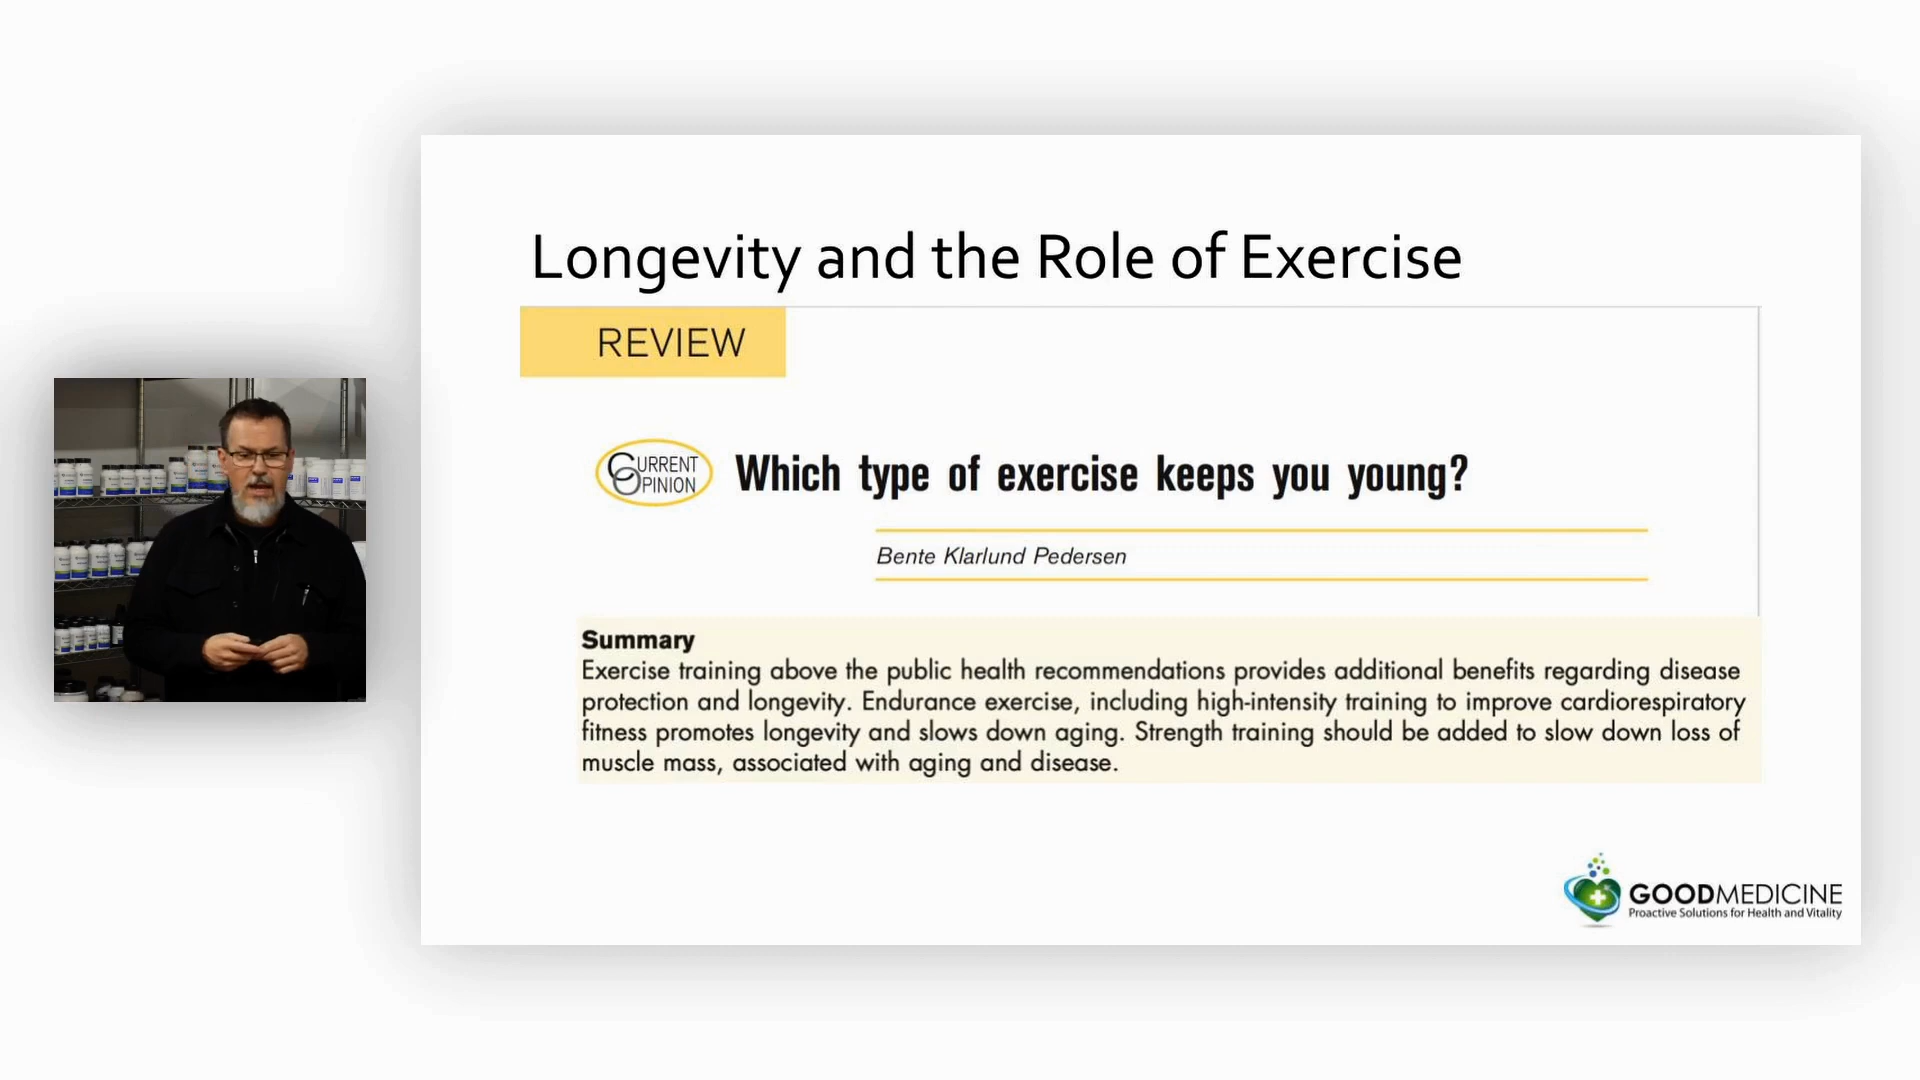 Longevity and the Role of Exercise
REVIEW
CURRENT
OPINION
Which type of exercise keeps you young?
Bente Klarlund Pedersen
Summary
Exercise training above the public health recommendations provides additional benefits regarding disease
protection and longevity. Endurance exercise, including high-intensity training to improve cardiorespiratory
fitness promotes longevity and slows down aging. Strength training should be added to slow down loss of
muscle mass, associated with aging and disease.
GOODMEDICINE
Proactive Solutions for Health and Vitality